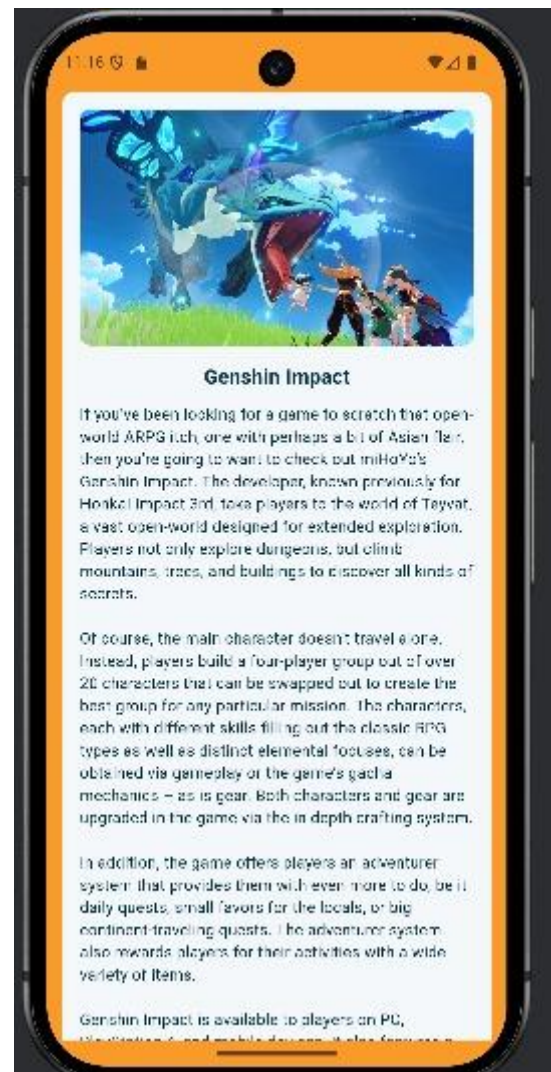 11.16
Genshin Impact
If you've been looking for a game to scratch that open-
world ARPG itch, one with perhaps a bit of Asian flair,
then you're going to want to check out miHoYo's
Genshin Impact. The developer, known previously for
Honkai Impact 3rd, take players to the world of Teyvat,
a vast open-world designed for extended exploration.
Players not only explore dungeons, but climb
mountains, trees, and buildings to discover all kinds of
secrets.
Of course, the main character doesn't travel alone.
Instead, players build a four-player group out of over
20 characters that can be swapped out to create the
best group for any particular mission. The characters,
each with different skills filling out the classic RPG
types as well as distinct elemental focuses, can be
obtained via gameplay or the game's gacha
mechanics – as is gear. Both characters and gear are
upgraded in the game via the in depth crafting system.
In addition, the game offers players an adventurer
system that provides them with even more to do, be it
daily quests, small favors for the locals, or big
continent-traveling quests. The adventurer system
also rewards players for their activities with a wide
variety of items.
Genshin Impact is available to players on PC,